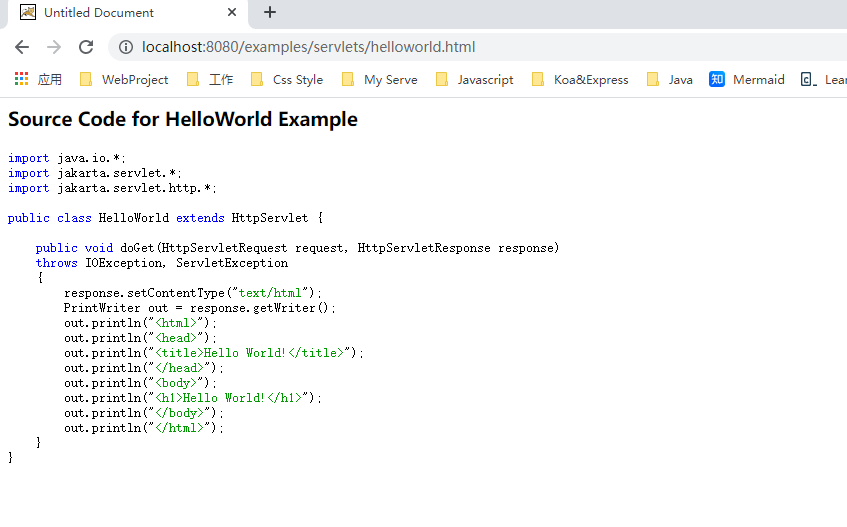 Untitled Document
localhost:8080/examples/servlets/helloworld.html
应用 WebProject 工作 Css Style My Serve Javascript Koa&Express Java 知 Mermaid Lear
Source Code for HelloWorld Example
import java.io.*;
import jakarta.servlet.*;
import jakarta.servlet.http.*;
public class HelloWorld extends HttpServlet {
public void doGet(HttpServletRequest request, HttpServletResponse response)
throws IOException, ServletException
{
response.setContentType("text/html");
PrintWriter out = response.getWriter();
out.println("<html>");
out.println("<head>");
out.println("<title>Hello World!</title>");
out.println("</head>");
out.println("<body>");
out.println("<h1>Hello World!</h1>");
out.println("</body>");
out.println("</html>");
}
}